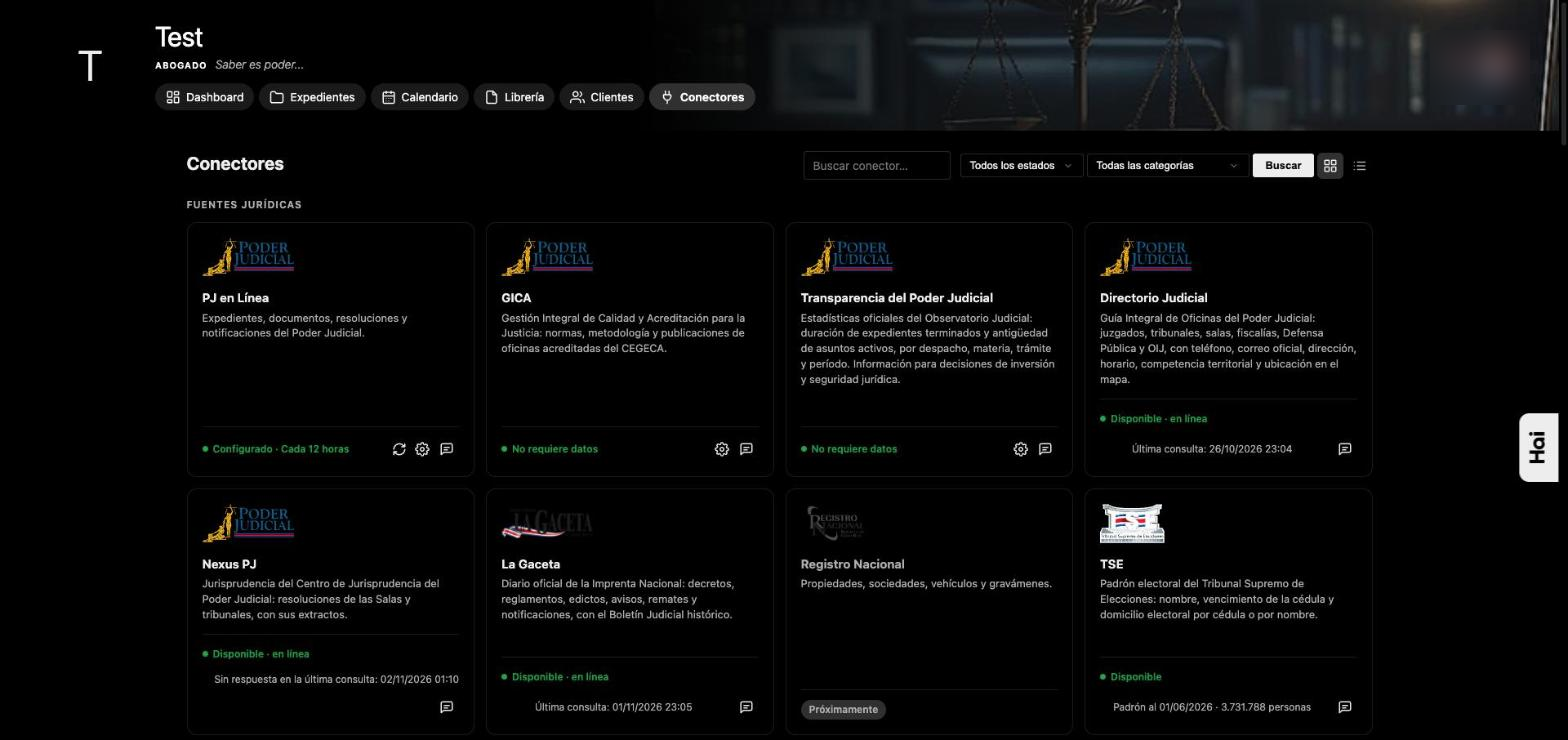 Test
T
ABOGADO Saber es poder...
Dashboard Expedientes Calendario Librería Clientes Conectores
Conectores
Buscar conector... Todos los estados Todas las categorías Buscar
FUENTES JURÍDICAS
PODER JUDICIAL
PJ en Línea
Expedientes, documentos, resoluciones y
notificaciones del Poder Judicial.
Configurado · Cada 12 horas
PODER JUDICIAL
GICA
Gestión Integral de Calidad y Acreditación para la
Justicia: normas, metodología y publicaciones de
oficinas acreditadas del CEGECA.
No requiere datos
PODER JUDICIAL
Transparencia del Poder Judicial
Estadísticas oficiales del Observatorio Judicial:
duración de expedientes terminados y antigüedad
de asuntos activos, por despacho, materia, trámite
y período. Información para decisiones de inversión
y seguridad jurídica.
No requiere datos
PODER JUDICIAL
Directorio Judicial
Guía Integral de Oficinas del Poder Judicial:
juzgados, tribunales, salas, fiscalías, Defensa
Pública y OIJ, con teléfono, correo oficial, dirección,
horario, competencia territorial y ubicación en el
mapa.
Disponible · en línea
Última consulta: 26/10/2026 23:04
Hai
PODER JUDICIAL
Nexus PJ
Jurisprudencia del Centro de Jurisprudencia del
Poder Judicial: resoluciones de las Salas y
tribunales, con sus extractos.
Disponible · en línea
Sin respuesta en la última consulta: 02/11/2026 01:10
LA GACETA
La Gaceta
Diario oficial de la Imprenta Nacional: decretos,
reglamentos, edictos, avisos, remates y
notificaciones, con el Boletín Judicial histórico.
Disponible · en línea
Última consulta: 01/11/2026 23:05
REGISTRO NACIONAL
Registro Nacional
Propiedades, sociedades, vehículos y gravámenes.
Próximamente
TSE
Tribunal Supremo de Elecciones
TSE
Padrón electoral del Tribunal Supremo de
Elecciones: nombre, vencimiento de la cédula y
domicilio electoral por cédula o por nombre.
Disponible
Padrón al 01/06/2026 · 3.731.788 personas